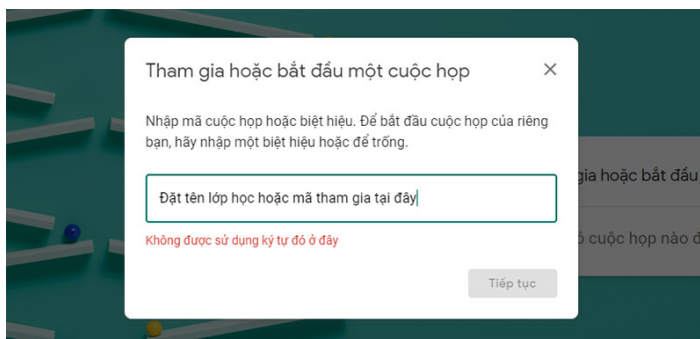 Tham gia hoặc bắt đầu một cuộc họp
Nhập mã cuộc họp hoặc biệt hiệu. Để bắt đầu cuộc họp của riêng
bạn, hãy nhập một biệt hiệu hoặc để trống.
gia hoặc bắt đầu
Đặt tên lớp học hoặc mã tham gia tại đây
Không được sử dụng ký tự đó ở đây
cuộc họp nào
Tiếp tục